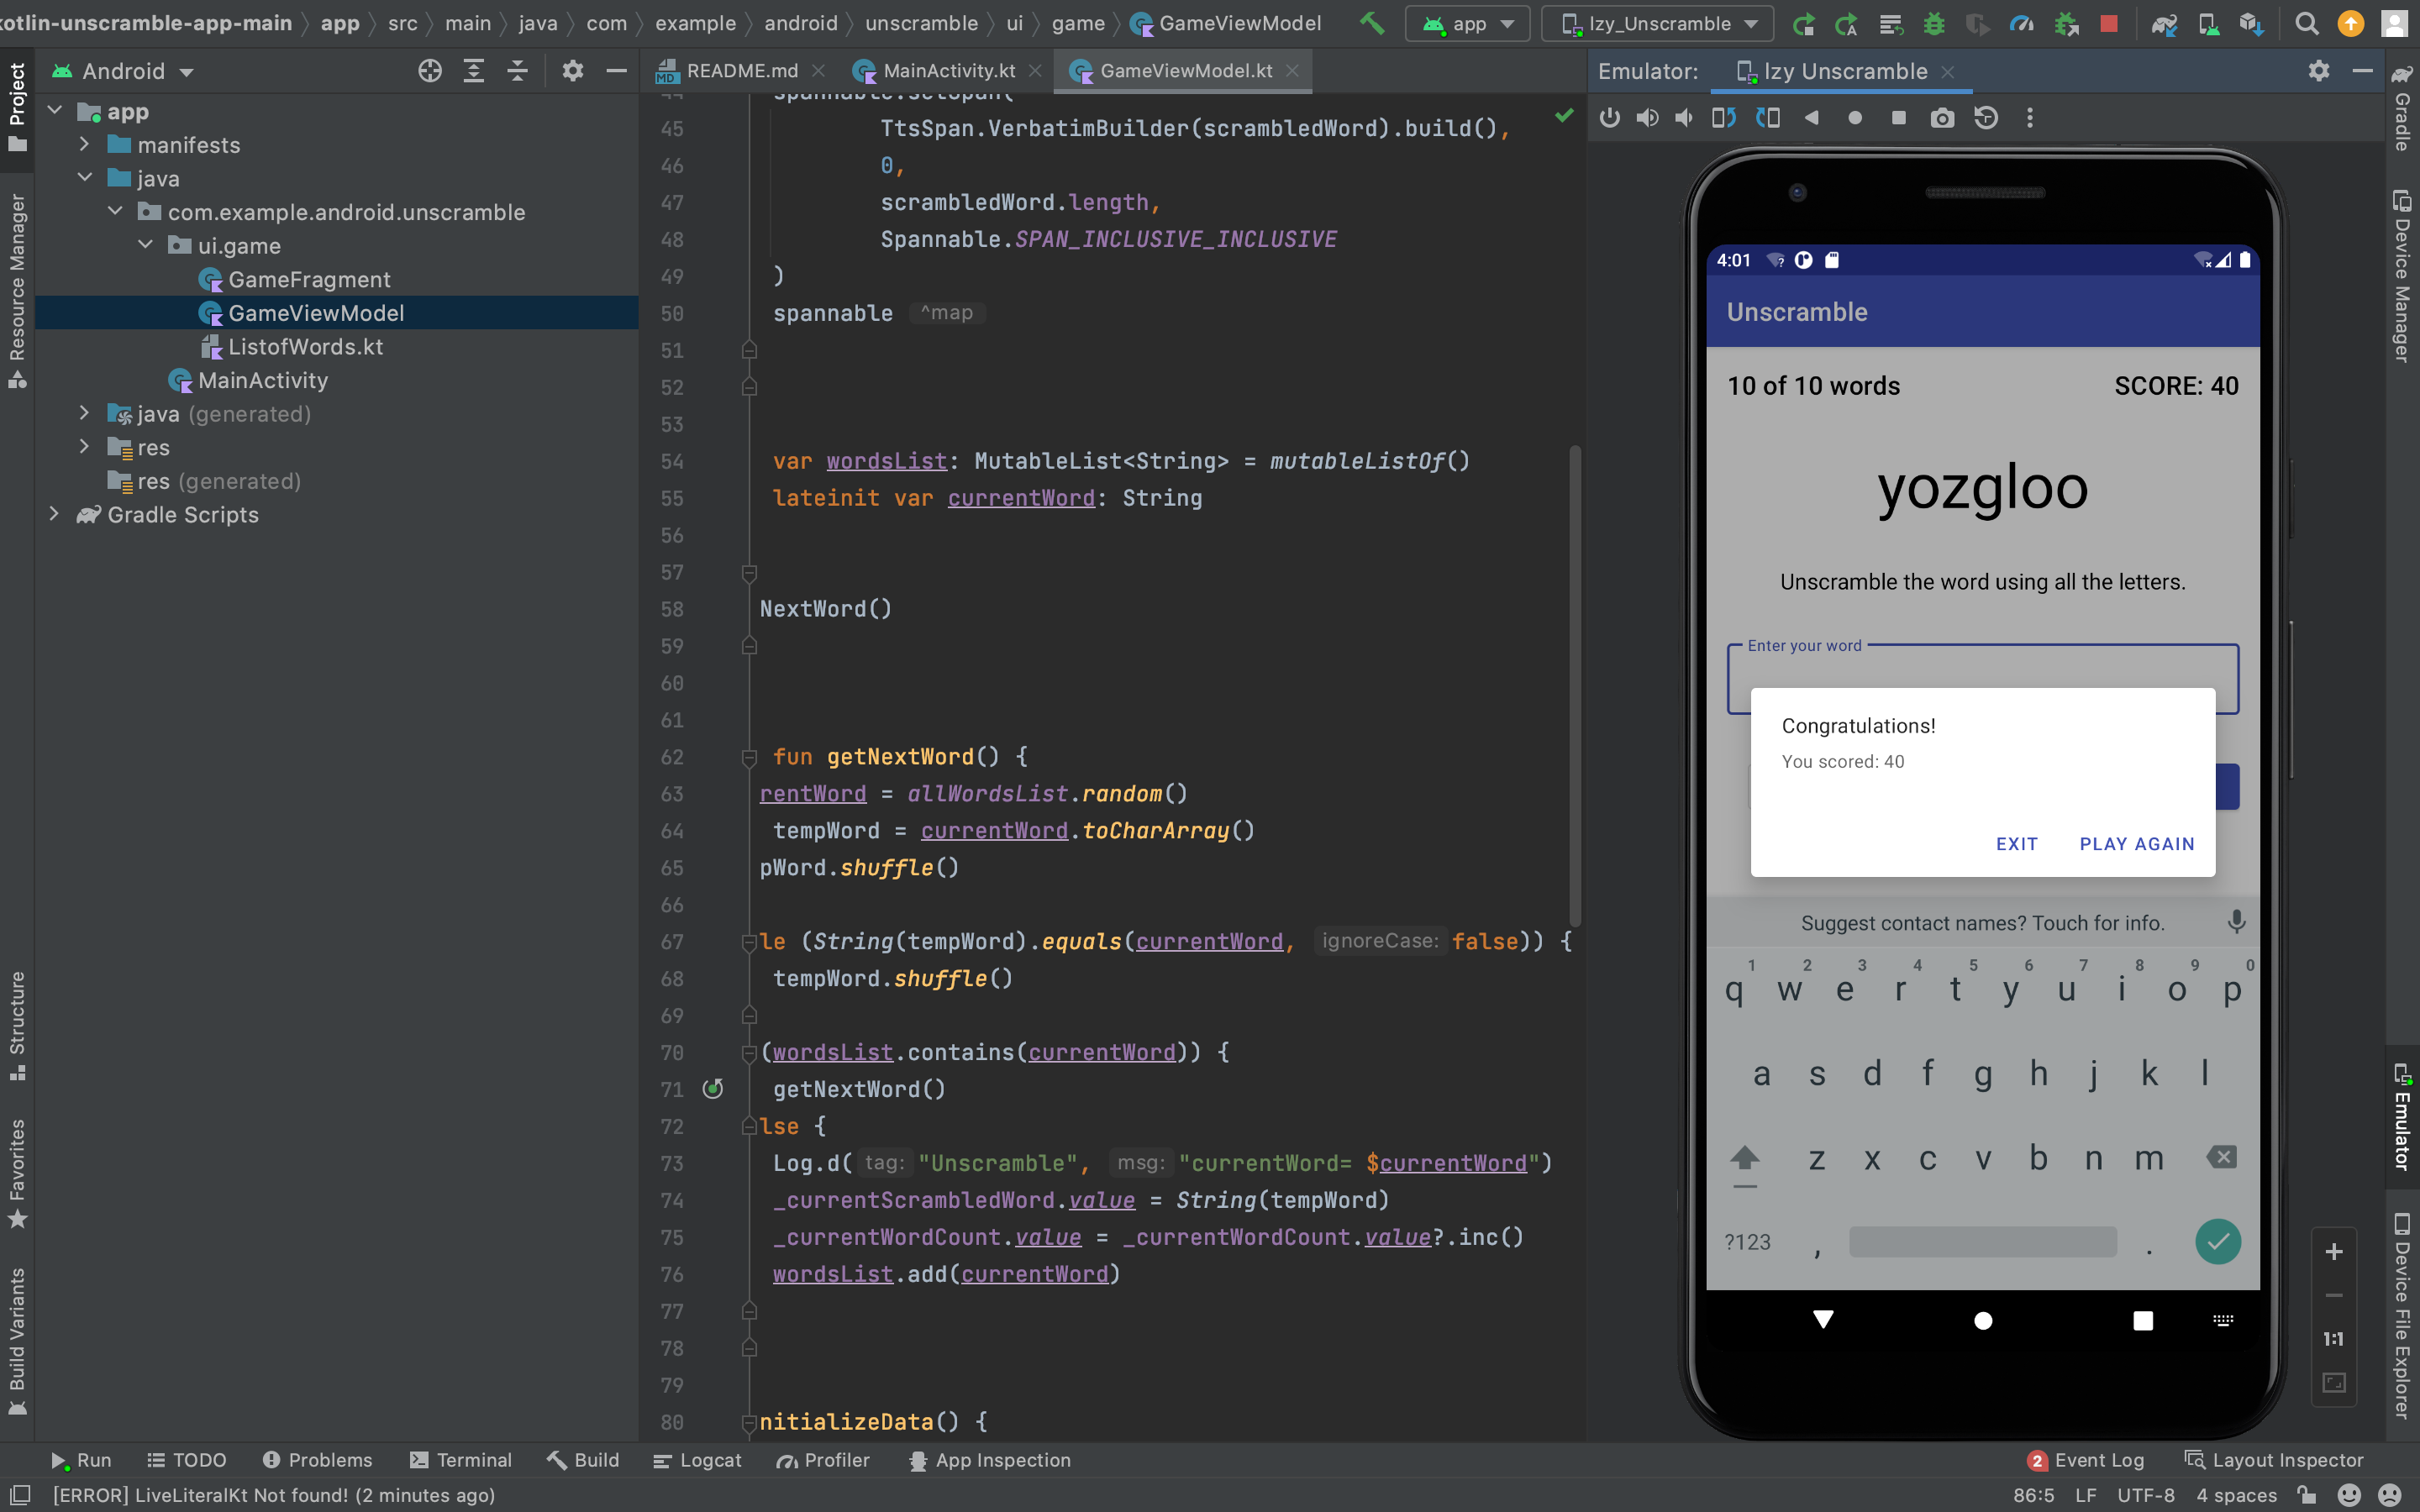 kotlin-unscramble-app-main app src main java com example android unscramble ui game GameViewModel app Izy_Unscramble
Project
Android
README.md MainActivity.kt GameViewModel.kt
Emulator: Izy Unscramble
app
manifests
java
com.example.android.unscramble
ui.game
GameFragment
GameViewModel
ListofWords.kt
MainActivity
java (generated)
res
res (generated)
Gradle Scripts
Resource Manager
Structure
Favorites
Build Variants
44 spannable.setSpan(
45 TtsSpan.VerbatimBuilder(scrambledWord).build(),
46 0,
47 scrambledWord.length,
48 Spannable.SPAN_INCLUSIVE_INCLUSIVE
49 )
50 spannable ^map
51
52
53
54 var wordsList: MutableList<String> = mutableListOf()
55 lateinit var currentWord: String
56
57
58 NextWord()
59
60
61
62 fun getNextWord() {
63 rentWord = allWordsList.random()
64 tempWord = currentWord.toCharArray()
65 pWord.shuffle()
66
67 le (String(tempWord).equals(currentWord, ignoreCase: false)) {
68 tempWord.shuffle()
69
70 (wordsList.contains(currentWord)) {
71 getNextWord()
72 lse {
73 Log.d( tag: "Unscramble", msg: "currentWord= $currentWord")
74 _currentScrambledWord.value = String(tempWord)
75 _currentWordCount.value = _currentWordCount.value?.inc()
76 wordsList.add(currentWord)
77
78
79
80 nitializeData() {
4:01
Unscramble
10 of 10 words SCORE: 40
yozgloo
Unscramble the word using all the letters.
Enter your word
Congratulations!
You scored: 40
EXIT PLAY AGAIN
Suggest contact names? Touch for info.
1 2 3 4 5 6 7 8 9 0
q w e r t y u i o p
a s d f g h j k l
z x c v b n m
?123 , .
1:1
Gradle
Device Manager
Emulator
Device File Explorer
Run TODO Problems Terminal Build Logcat Profiler App Inspection 2 Event Log Layout Inspector
[ERROR] LiveLiteralKt Not found! (2 minutes ago) 86:5 LF UTF-8 4 spaces